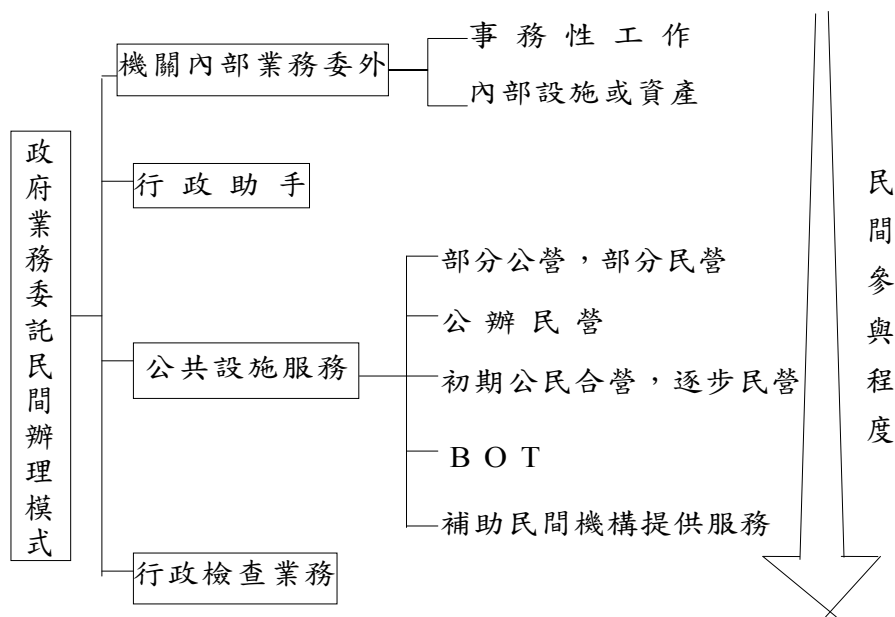 政府業務委託民間辦理模式
機關內部業務委外
事務性工作
內部設施或資產
行政助手
公共設施服務
部分公營，部分民營
公辦民營
初期公民合營，逐步民營
BOT
補助民間機構提供服務
行政檢查業務
民間參與程度